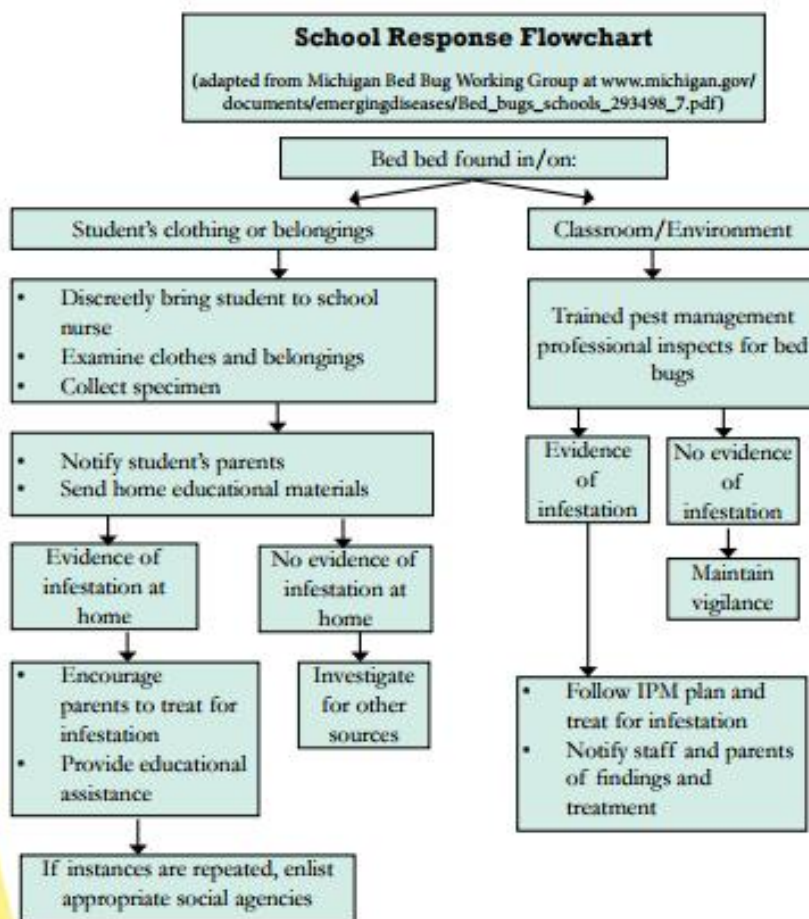 School Response Flowchart
(adapted from Michigan Bed Bug Working Group at www.michigan.gov/
documents/emergingdiseases/Bed_bugs_schools_293498_7.pdf)
Bed bed found in/on:
Student's clothing or belongings
Classroom/Environment
• Discreetly bring student to school
nurse
• Examine clothes and belongings
• Collect specimen
Trained pest management
professional inspects for bed
bugs
• Notify student's parents
• Send home educational materials
Evidence
of
infestation
No evidence
of
infestation
Evidence of
infestation at
home
No evidence of
infestation at
home
Maintain
vigilance
• Encourage
parents to treat for
infestation
• Provide educational
assistance
Investigate
for other
sources
• Follow IPM plan and
treat for infestation
• Notify staff and parents
of findings and
treatment
If instances are repeated, enlist
appropriate social agencies